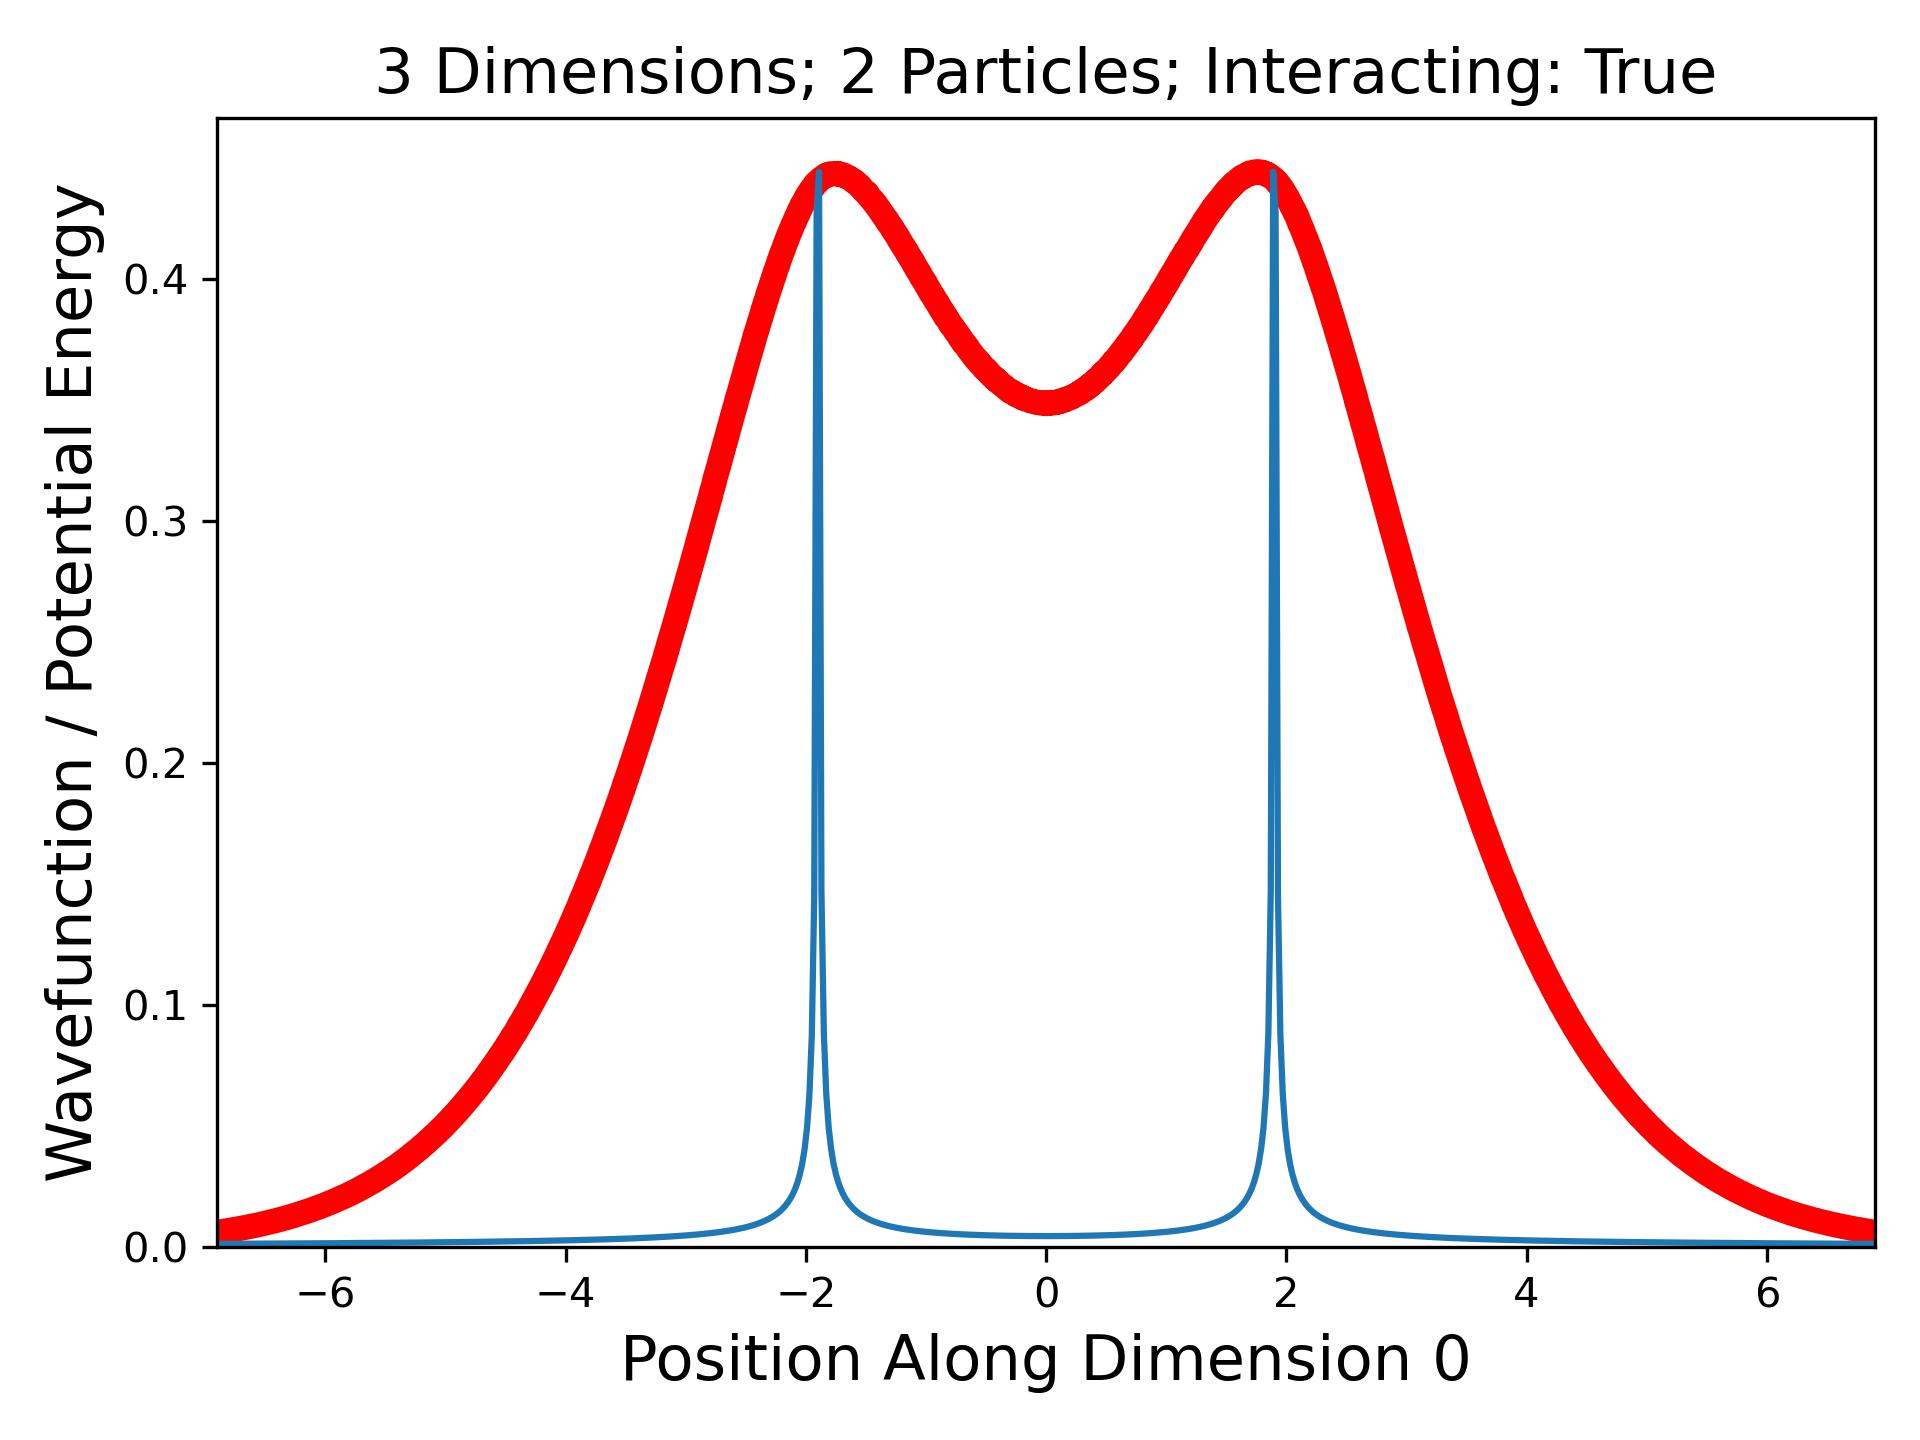 3 Dimensions; 2 Particles; Interacting: True
Wavefunction / Potential Energy
0.4
0.3
0.2
0.1
0.0
−6 −4 −2 0 2 4 6
Position Along Dimension 0